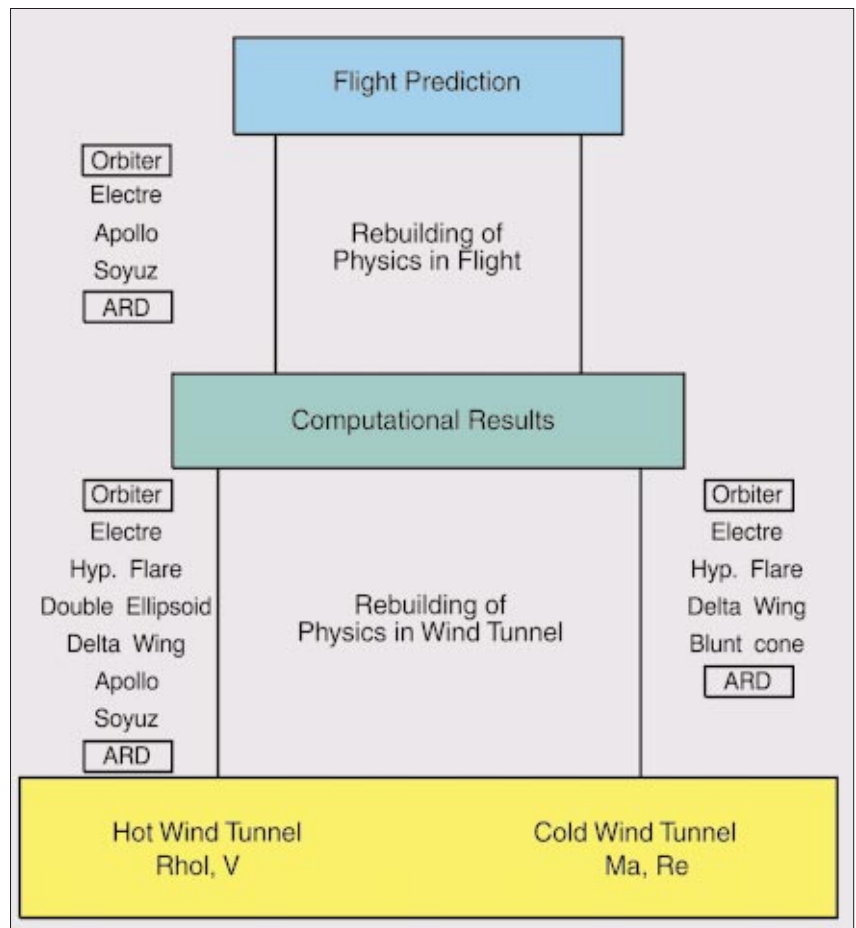 Flight Prediction
Orbiter
Electre
Apollo
Soyuz
ARD
Rebuilding of
Physics in Flight
Computational Results
Orbiter
Electre
Hyp. Flare
Double Ellipsoid
Delta Wing
Apollo
Soyuz
ARD
Rebuilding of
Physics in Wind Tunnel
Orbiter
Electre
Hyp. Flare
Delta Wing
Blunt cone
ARD
Hot Wind Tunnel
Rhol, V
Cold Wind Tunnel
Ma, Re